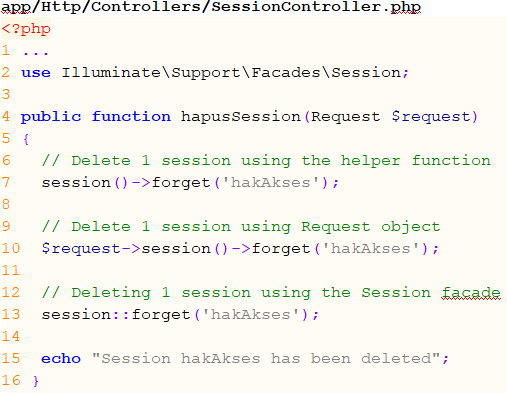 app/Http/Controllers/SessionController.php
<?php
1 ...
2 use Illuminate\Support\Facades\Session;
3
4 public function hapusSession(Request $request)
5 {
6   // Delete 1 session using the helper function
7   session()->forget('hakAkses');
8
9   // Delete 1 session using Request object
10  $request->session()->forget('hakAkses');
11
12  // Deleting 1 session using the Session facade
13  session::forget('hakAkses');
14
15  echo "Session hakAkses has been deleted";
16 }